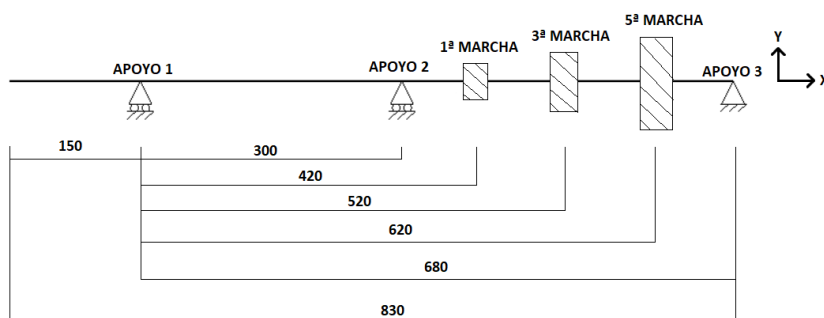 1ª MARCHA
3ª MARCHA
5ª MARCHA
Y
X
APOYO 1
APOYO 2
APOYO 3
150
300
420
520
620
680
830